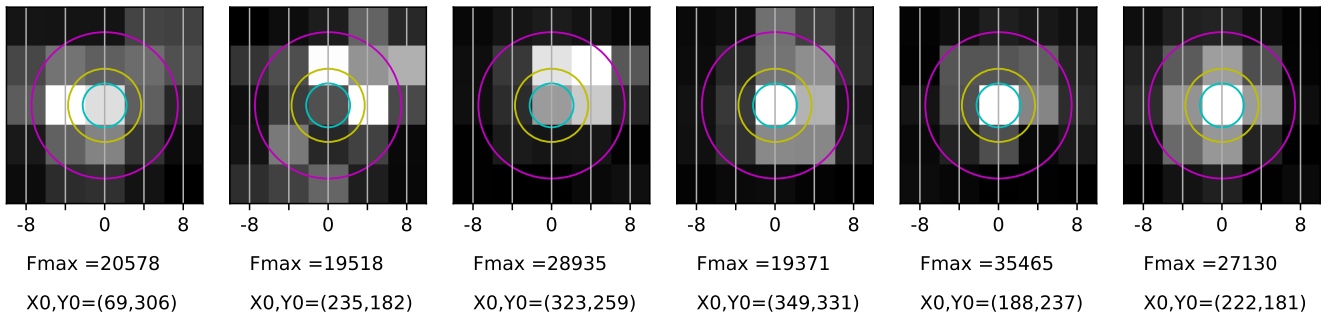 -8 0 8 -8 0 8 -8 0 8 -8 0 8 -8 0 8 -8 0 8
Fmax =20578 Fmax =19518 Fmax =28935 Fmax =19371 Fmax =35465 Fmax =27130
X0,Y0=(69,306) X0,Y0=(235,182) X0,Y0=(323,259) X0,Y0=(349,331) X0,Y0=(188,237) X0,Y0=(222,181)